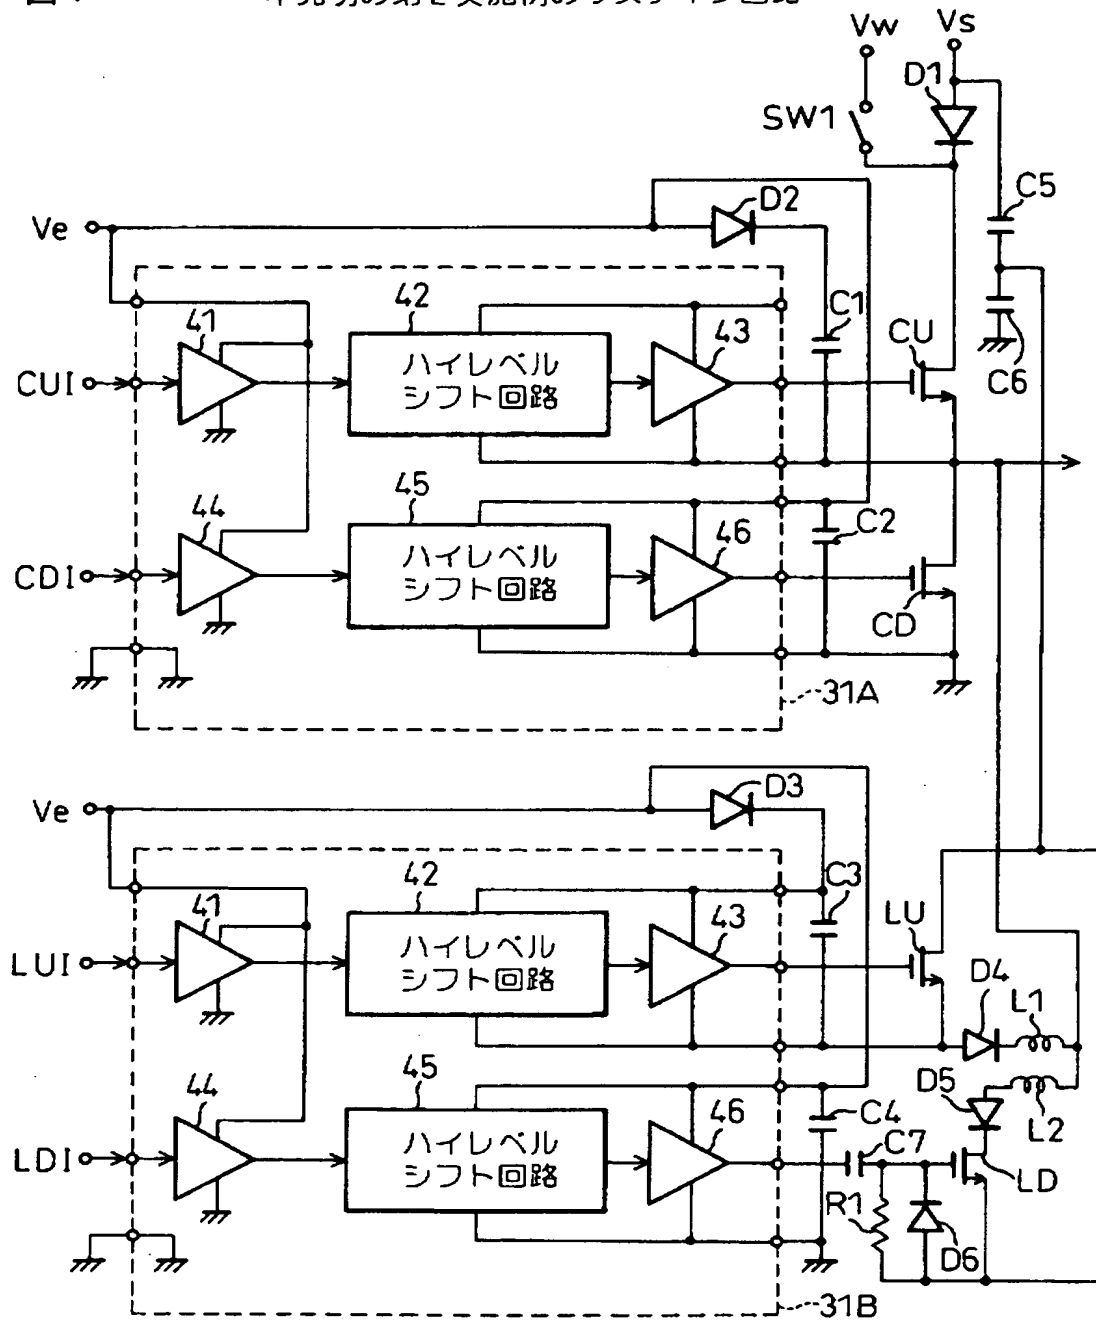 Vw
Vs
D1
SW1
C5
D2
Ve
42
C1
41
43
CU
ハイレベル
シフト回路
CUI
C6
45
44
C2
46
ハイレベル
シフト回路
CDI
CD
31A
D3
Ve
42
C3
41
43
LU
ハイレベル
シフト回路
LUI
D4
L1
45
44
D5
46
C4
L2
ハイレベル
シフト回路
C7
LDI
LD
R1
D6
31B